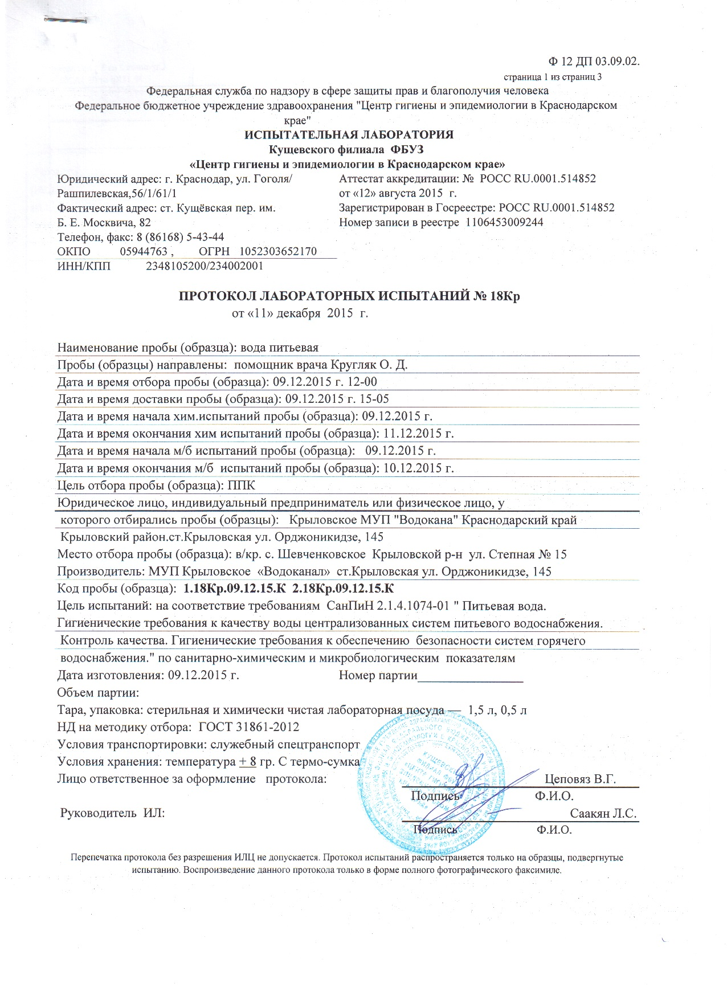 Ф 12 ДП 03.09.02.
страница 1 из страниц 3
Федеральная служба по надзору в сфере защиты прав и благополучия человека
Федеральное бюджетное учреждение здравоохранения "Центр гигиены и эпидемиологии в Краснодарском
крае"
ИСПЫТАТЕЛЬНАЯ ЛАБОРАТОРИЯ
Кущевского филиала ФБУЗ
«Центр гигиены и эпидемиологии в Краснодарском крае»
Юридический адрес: г. Краснодар, ул. Гоголя/
Рашпилевская,56/1/61/1
Фактический адрес: ст. Кущёвская пер. им.
Б. Е. Москвича, 82
Телефон, факс: 8 (86168) 5-43-44
ОКПО 05944763 , ОГРН 1052303652170
ИНН/КПП 2348105200/234002001
Аттестат аккредитации: № РОСС RU.0001.514852
от «12» августа 2015 г.
Зарегистрирован в Госреестре: РОСС RU.0001.514852
Номер записи в реестре 1106453009244
ПРОТОКОЛ ЛАБОРАТОРНЫХ ИСПЫТАНИЙ № 18Кр
от «11» декабря 2015 г.
Наименование пробы (образца): вода питьевая
Пробы (образцы) направлены: помощник врача Кругляк О. Д.
Дата и время отбора пробы (образца): 09.12.2015 г. 12-00
Дата и время доставки пробы (образца): 09.12.2015 г. 15-05
Дата и время начала хим.испытаний пробы (образца): 09.12.2015 г.
Дата и время окончания хим испытаний пробы (образца): 11.12.2015 г.
Дата и время начала м/б испытаний пробы (образца): 09.12.2015 г.
Дата и время окончания м/б испытаний пробы (образца): 10.12.2015 г.
Цель отбора пробы (образца): ППК
Юридическое лицо, индивидуальный предприниматель или физическое лицо, у
которого отбирались пробы (образцы): Крыловское МУП "Водокана" Краснодарский край
Крыловский район.ст.Крыловская ул. Орджоникидзе, 145
Место отбора пробы (образца): в/кр. с. Шевченковское Крыловской р-н ул. Степная № 15
Производитель: МУП Крыловское «Водоканал» ст.Крыловская ул. Орджоникидзе, 145
Код пробы (образца): 1.18Кр.09.12.15.К 2.18Кр.09.12.15.К
Цель испытаний: на соответствие требованиям СанПиН 2.1.4.1074-01 " Питьевая вода.
Гигиенические требования к качеству воды централизованных систем питьевого водоснабжения.
Контроль качества. Гигиенические требования к обеспечению безопасности систем горячего
водоснабжения." по санитарно-химическим и микробиологическим показателям
Дата изготовления: 09.12.2015 г. Номер партии_________________
Объем партии:
Тара, упаковка: стерильная и химически чистая лабораторная посуда — 1,5 л, 0,5 л
НД на методику отбора: ГОСТ 31861-2012
Условия транспортировки: служебный спецтранспорт
Условия хранения: температура + 8 гр. С термо-сумка
Лицо ответственное за оформление протокола: Цеповяз В.Г.
Подпись Ф.И.О.
Руководитель ИЛ: Саакян Л.С.
Подпись Ф.И.О.
Перепечатка протокола без разрешения ИЛЦ не допускается. Протокол испытаний распространяется только на образцы, подвергнутые
испытанию. Воспроизведение данного протокола только в форме полного фотографического факсимиле.